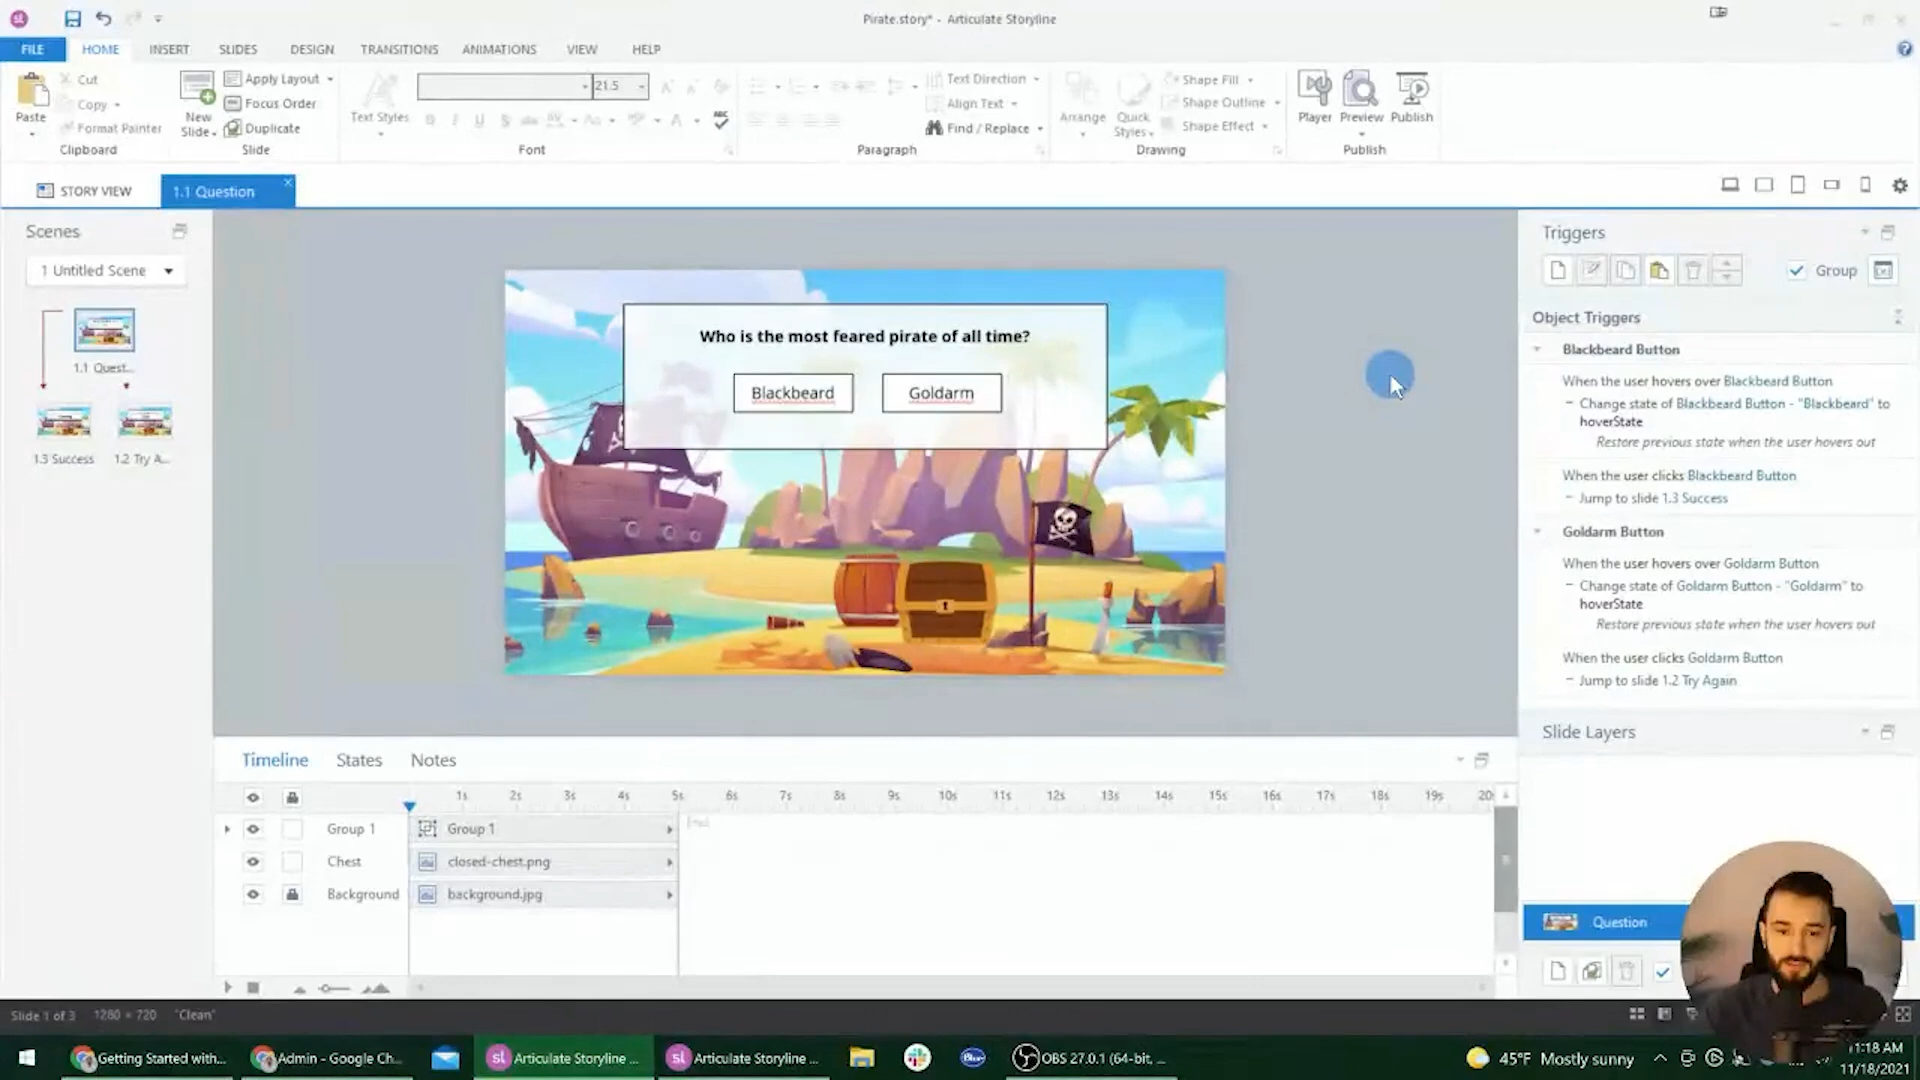 Pirate.story* - Articulate Storyline
FILE HOME INSERT SLIDES DESIGN TRANSITIONS ANIMATIONS VIEW HELP
Paste
Cut
Copy
Format Painter
Clipboard
New Slide
Apply Layout
Focus Order
Duplicate
Slide
Text Styles
21.5
ABC
Font
Text Direction
Align Text
Find / Replace
Paragraph
Arrange
Quick Styles
Shape Fill
Shape Outline
Shape Effect
Drawing
Player
Preview
Publish
Publish
STORY VIEW
1.1 Question
Scenes
1 Untitled Scene
1.1 Quest...
1.3 Success
1.2 Try A...
Who is the most feared pirate of all time?
Blackbeard
Goldarm
Triggers
Group
Object Triggers
Blackbeard Button
When the user hovers over Blackbeard Button
Change state of Blackbeard Button - "Blackbeard" to
hoverState
Restore previous state when the user hovers out
When the user clicks Blackbeard Button
Jump to slide 1.3 Success
Goldarm Button
When the user hovers over Goldarm Button
Change state of Goldarm Button - "Goldarm" to
hoverState
Restore previous state when the user hovers out
When the user clicks Goldarm Button
Jump to slide 1.2 Try Again
Slide Layers
Question
Timeline States Notes
1s 2s 3s 4s 5s 6s 7s 8s 9s 10s 11s 12s 13s 14s 15s 16s 17s 18s 19s 20
Group 1 Group 1
End
Chest closed-chest.png
Background background.jpg
Slide 1 of 3 1280 × 720 "Clean"
Getting Started with...
Admin - Google Ch...
Articulate Storyline ...
Articulate Storyline ...
OBS 27.0.1 (64-bit, ...
45°F Mostly sunny
11:18 AM
11/18/2021